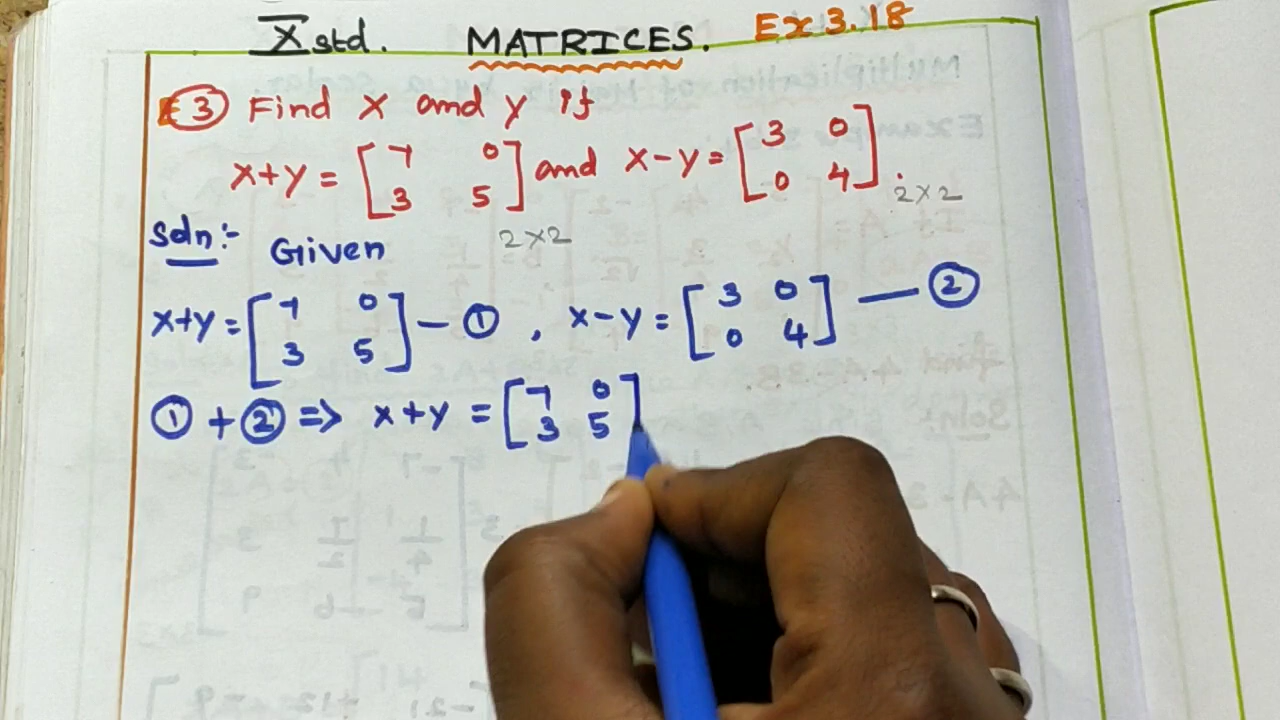 X std. MATRICES. Ex 3.18
3 Find X and Y if
X+Y = [ 7 0 ] and X-Y = [ 3 0 ]
[ 3 5 ] [ 0 4 ] .
2×2 2×2
Soln:- Given
X+Y = [ 7 0 ] — ① , X-Y = [ 3 0 ] — ②
[ 3 5 ] [ 0 4 ]
① + ② => X+Y = [ 7 0 ]
[ 3 5 ]